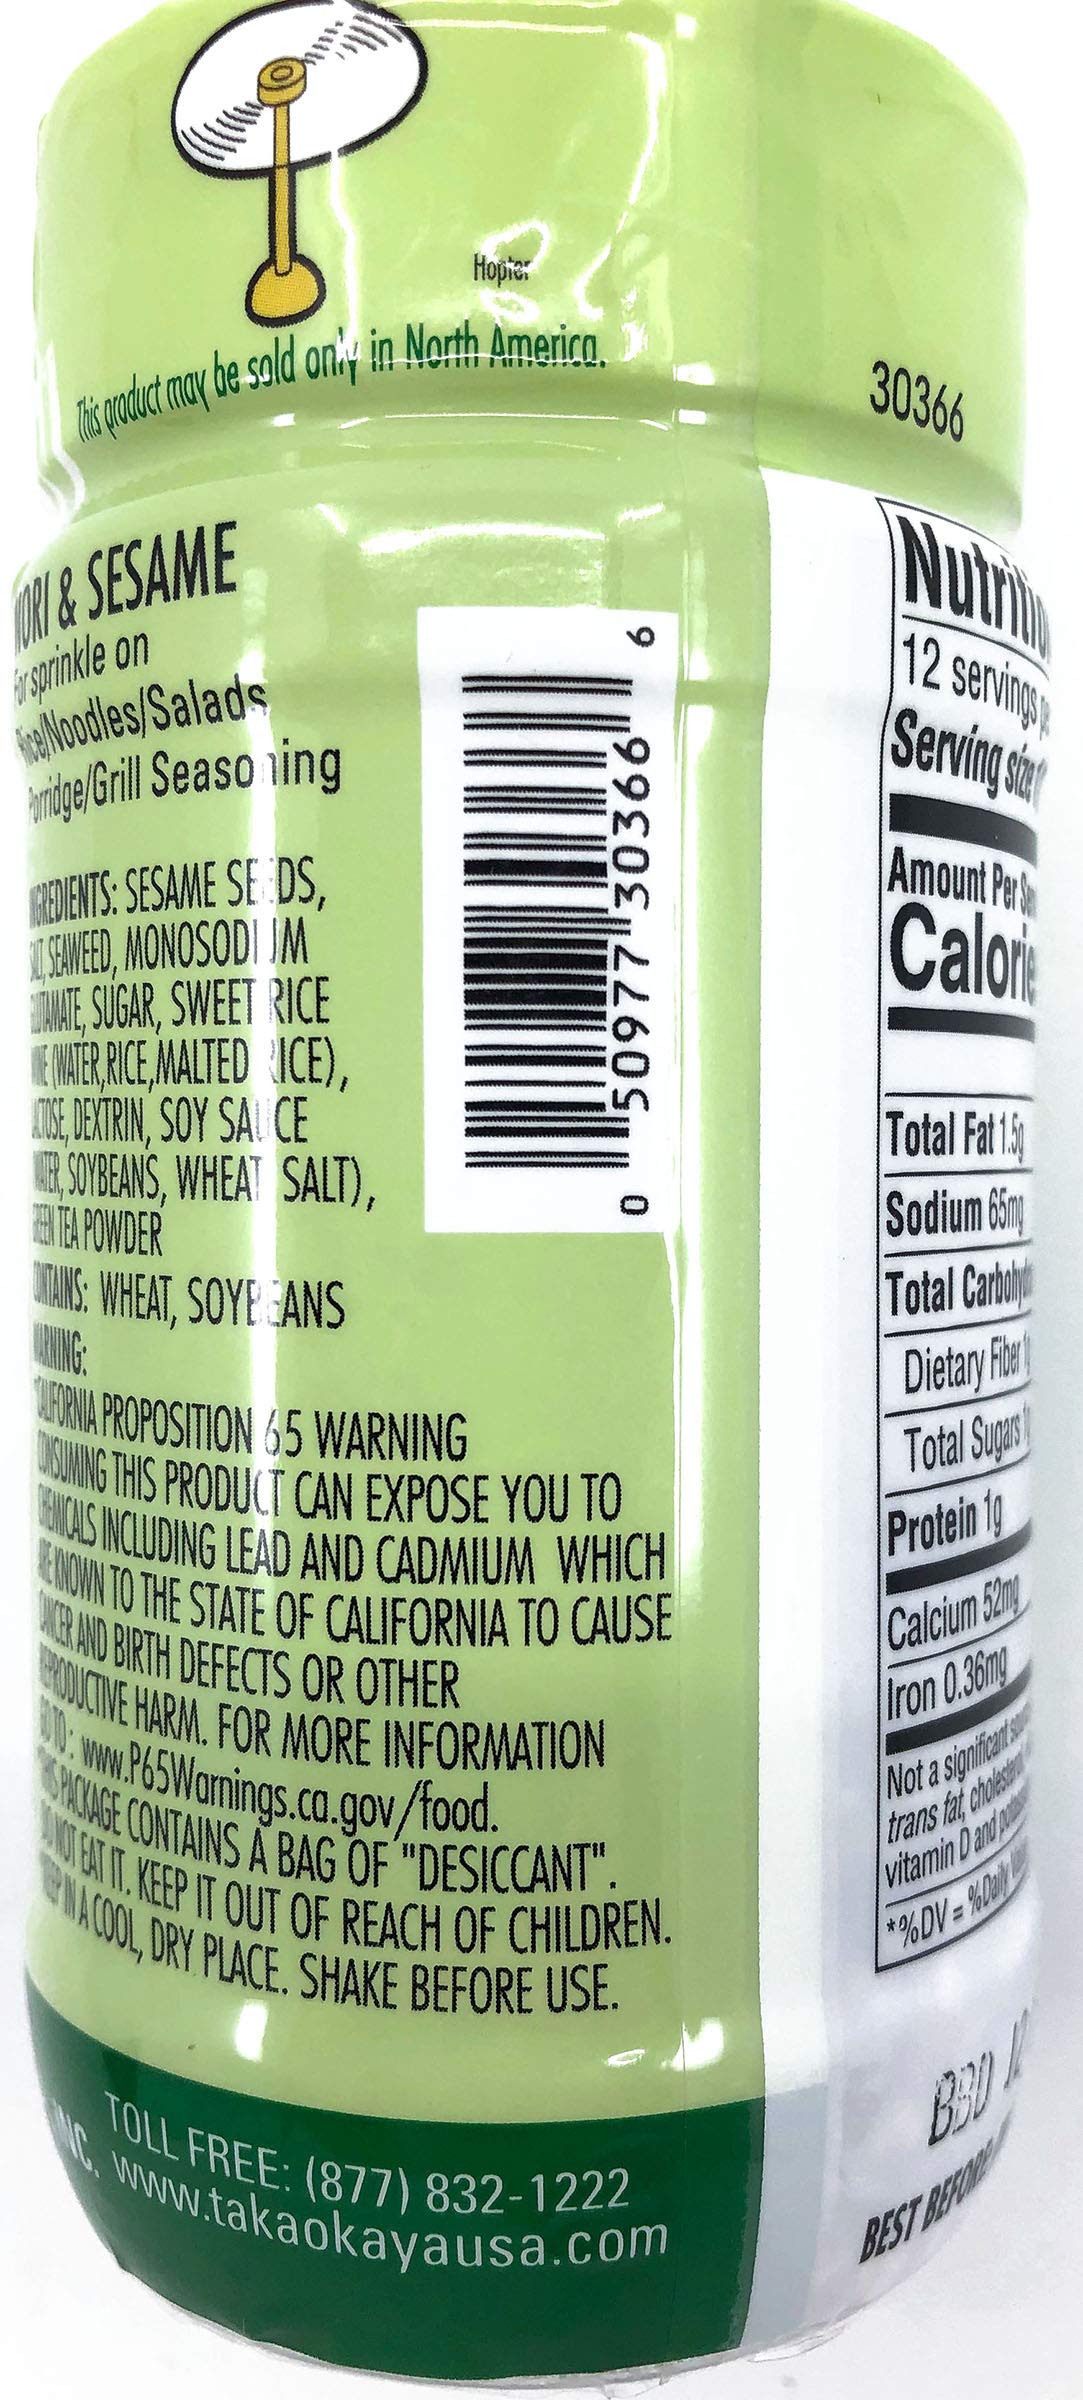 Hopter
This product may be sold only in North America.
30366
& SESAME
sprinkle on
Rice/Noodles/Salads
Porridge/Grill Seasoning
INGREDIENTS: SESAME SEEDS,
SALT, SEAWEED, MONOSODIUM
GLUTAMATE, SUGAR, SWEET RICE
WINE (WATER,RICE,MALTED RICE),
LACTOSE, DEXTRIN, SOY SAUCE
WATER, SOYBEANS, WHEAT SALT),
GREEN TEA POWDER
CONTAINS: WHEAT, SOYBEANS
WARNING:
CALIFORNIA PROPOSITION 65 WARNING
CONSUMING THIS PRODUCT CAN EXPOSE YOU TO
CHEMICALS INCLUDING LEAD AND CADMIUM WHICH
ARE KNOWN TO THE STATE OF CALIFORNIA TO CAUSE
CANCER AND BIRTH DEFECTS OR OTHER
REPRODUCTIVE HARM. FOR MORE INFORMATION
GO TO : www.P65Warnings.ca.gov/food.
THIS PACKAGE CONTAINS A BAG OF "DESICCANT".
DO NOT EAT IT. KEEP IT OUT OF REACH OF CHILDREN.
KEEP IN A COOL, DRY PLACE. SHAKE BEFORE USE.
0 50977 30366 6
INC. TOLL FREE: (877) 832-1222
www.takaokayausa.com
Nutrition
12 servings
Serving size
Amount Per
Calorie
Total Fat 1.5g
Sodium 65mg
Total Carbohyd
Dietary Fiber
Total Sugars
Protein 1g
Calcium 52mg
Iron 0.36mg
Not a significant
trans fat, cholesterol,
vitamin D and
*%DV = %Daily
BBD 12
BEST BEFORE